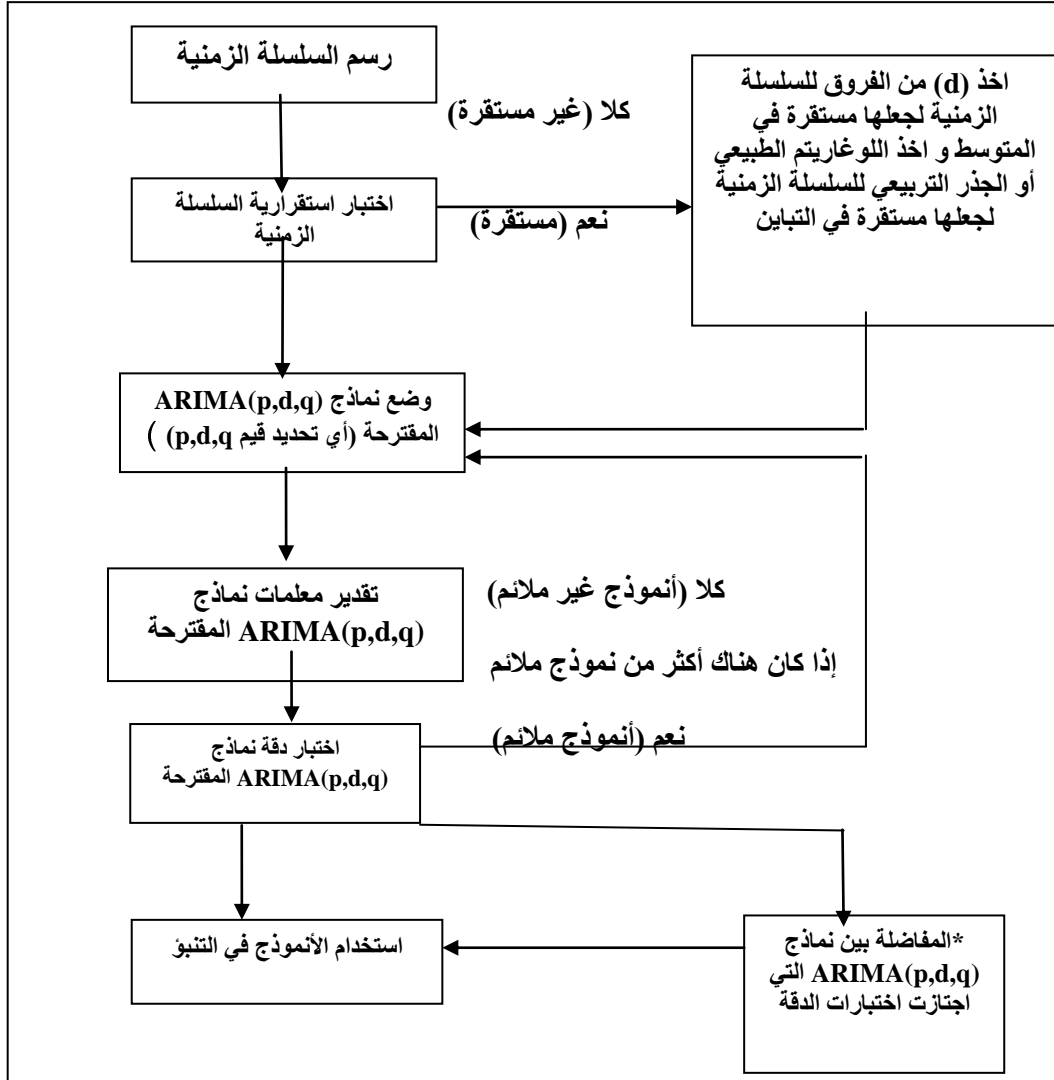 رسم السلسلة الزمنية
كلا (غير مستقرة)
اخذ (d) من الفروق للسلسلة
الزمنية لجعلها مستقرة في
المتوسط و اخذ اللوغاريتم الطبيعي
أو الجذر التربيعي للسلسلة الزمنية
لجعلها مستقرة في التباين
اختبار استقرارية السلسلة
الزمنية
نعم (مستقرة)
وضع نماذج ARIMA(p,d,q)
المقترحة (أي تحديد قيم p,d,q) )
تقدير معلمات نماذج
ARIMA(p,d,q) المقترحة
كلا (أنموذج غير ملائم)
إذا كان هناك أكثر من نموذج ملائم
نعم (أنموذج ملائم)
اختبار دقة نماذج
ARIMA(p,d,q) المقترحة
استخدام الأنموذج في التنبؤ
*المفاضلة بين نماذج
ARIMA(p,d,q) التي
اجتازت اختبارات الدقة